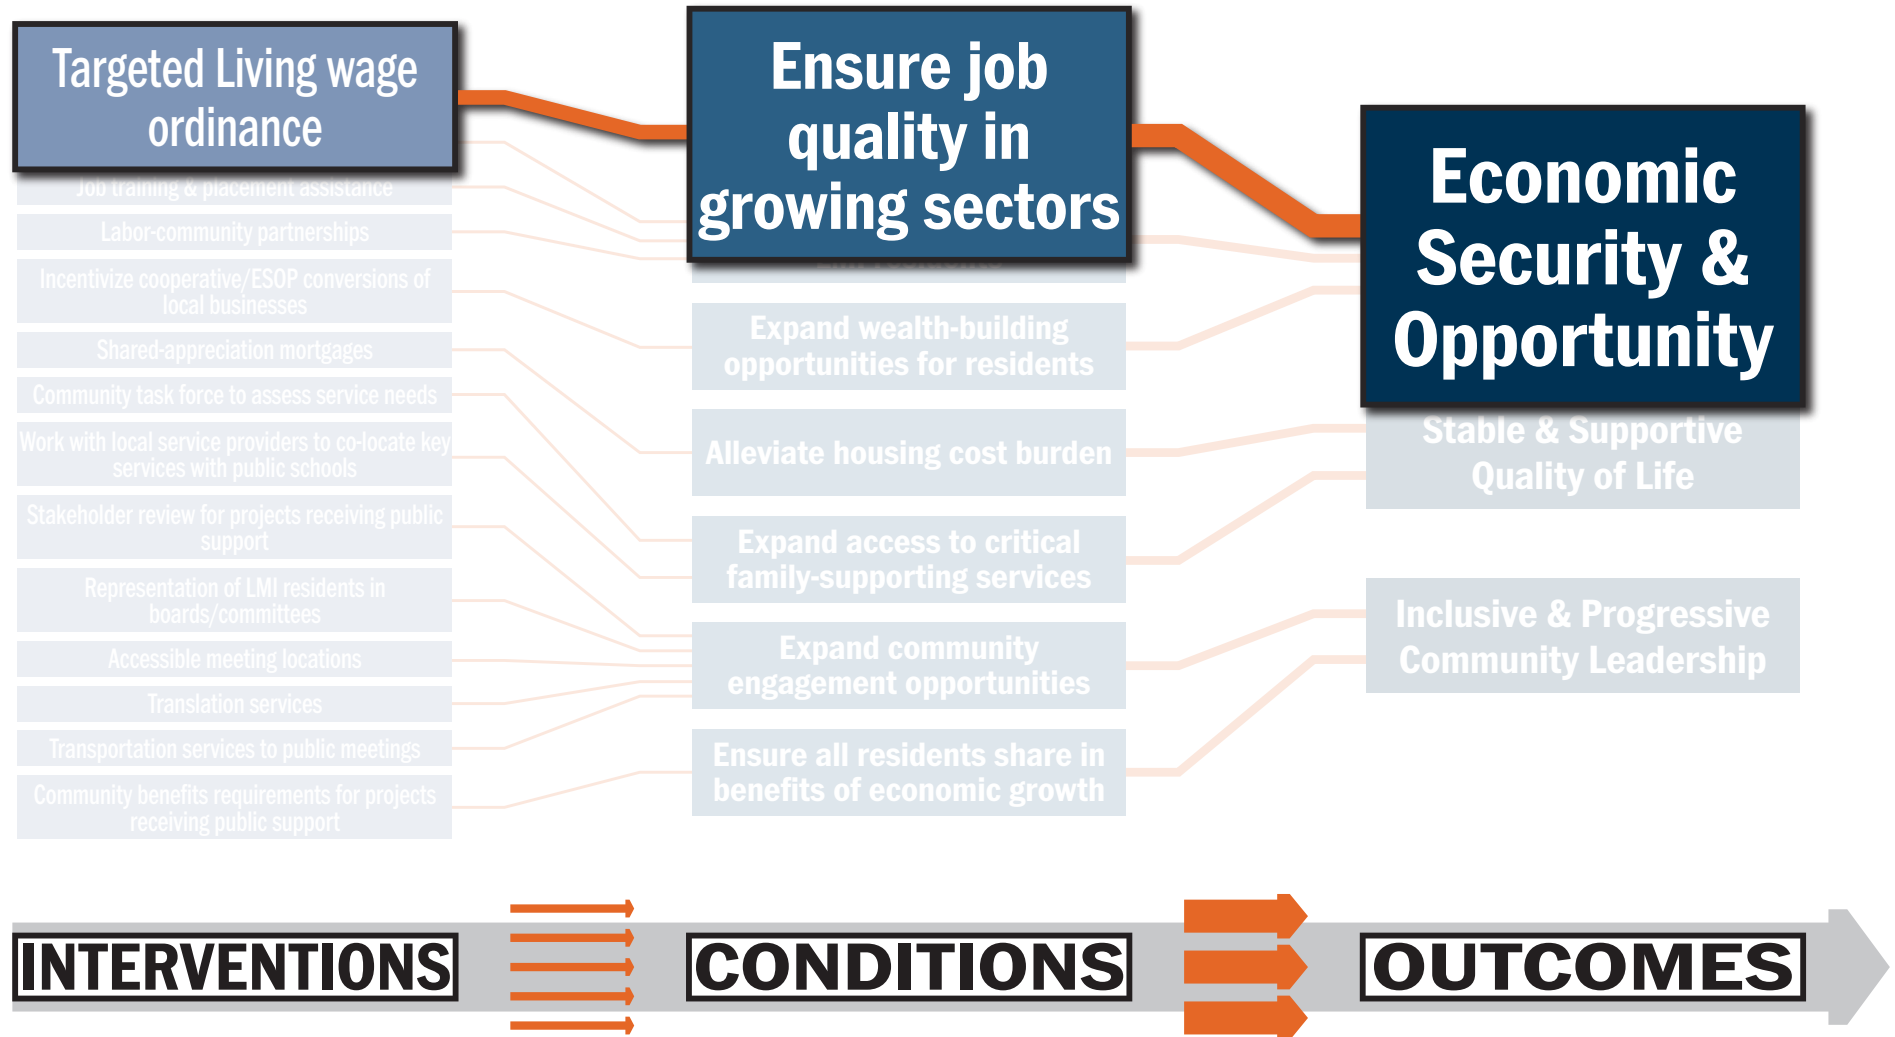 Targeted Living wage
ordinance
Job training & placement assistance
Labor-community partnerships
Incentivize cooperative/ESOP conversions of
local businesses
Shared-appreciation mortgages
Community task force to assess service needs
Work with local service providers to co-locate key
services with public schools
Stakeholder review for projects receiving public
support
Representation of LMI residents in
boards/committees
Accessible meeting locations
Translation services
Transportation services to public meetings
Community benefits requirements for projects
receiving public support
Ensure job
quality in
growing sectors
LMI residents
Expand wealth-building
opportunities for residents
Alleviate housing cost burden
Expand access to critical
family-supporting services
Expand community
engagement opportunities
Ensure all residents share in
benefits of economic growth
Economic
Security &
Opportunity
Stable & Supportive
Quality of Life
Inclusive & Progressive
Community Leadership
INTERVENTIONS
CONDITIONS
OUTCOMES